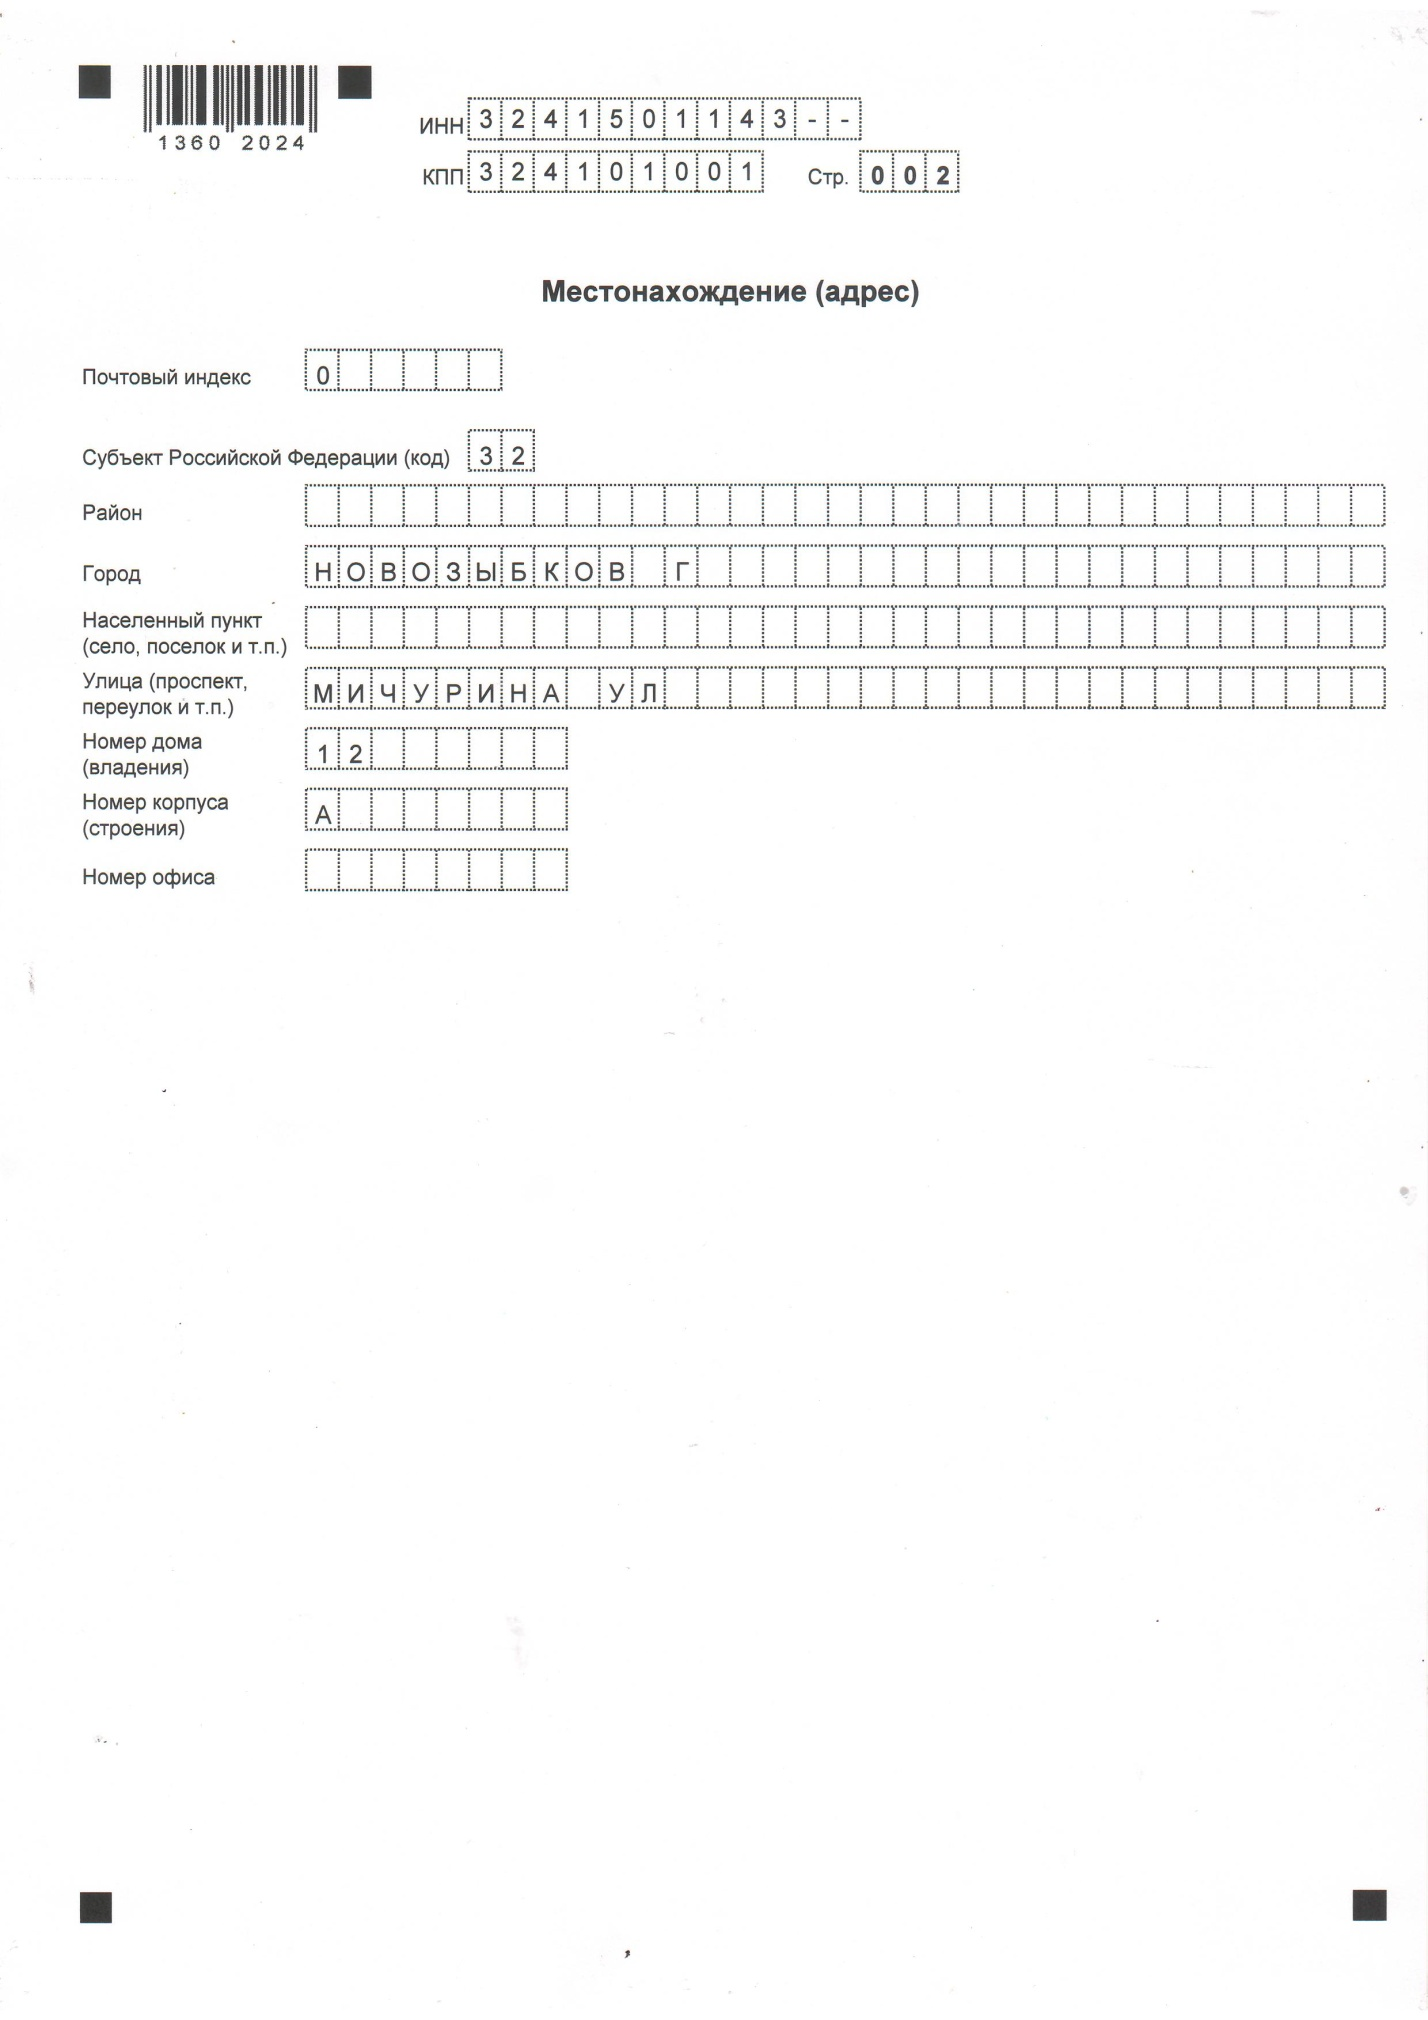 1360 2024
ИНН 3241501143--
КПП 324101001 Стр. 002
Местонахождение (адрес)
Почтовый индекс 0
Субъект Российской Федерации (код) 32
Район
Город НОВОЗЫБКОВ Г
Населенный пункт
(село, поселок и т.п.)
Улица (проспект,
переулок и т.п.) МИЧУРИНА УЛ
Номер дома
(владения) 12
Номер корпуса
(строения) А
Номер офиса